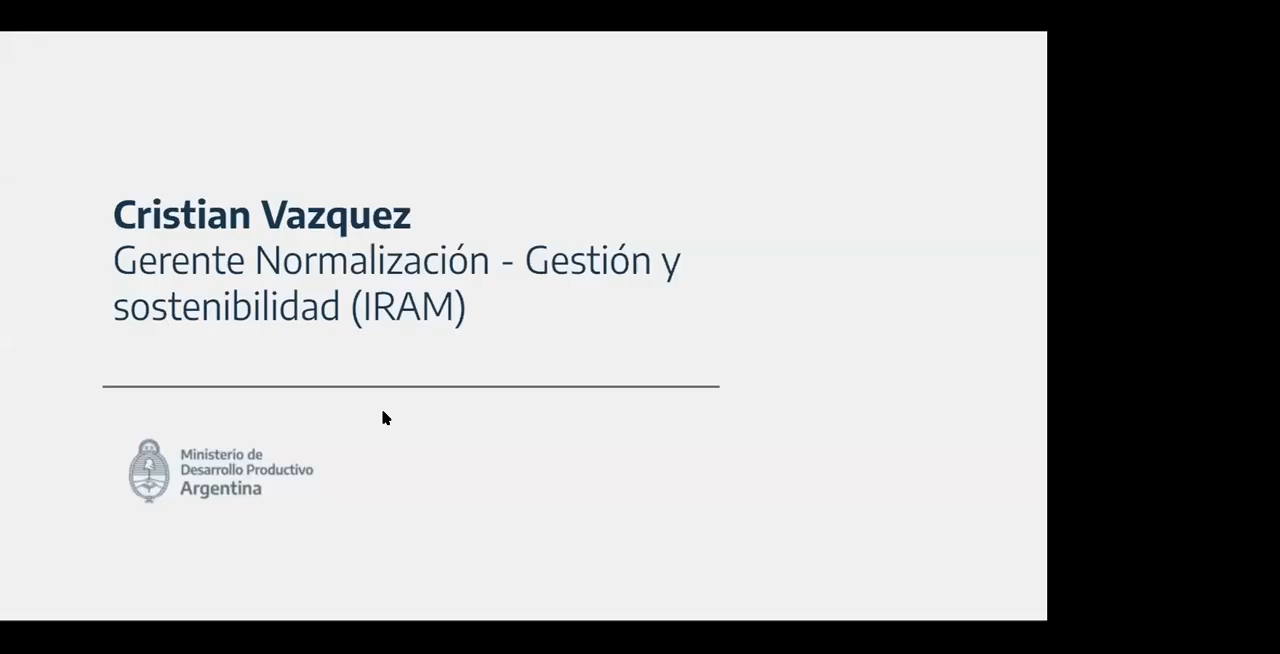 Cristian Vazquez
Gerente Normalización - Gestión y
sostenibilidad (IRAM)
Ministerio de
Desarrollo Productivo
Argentina